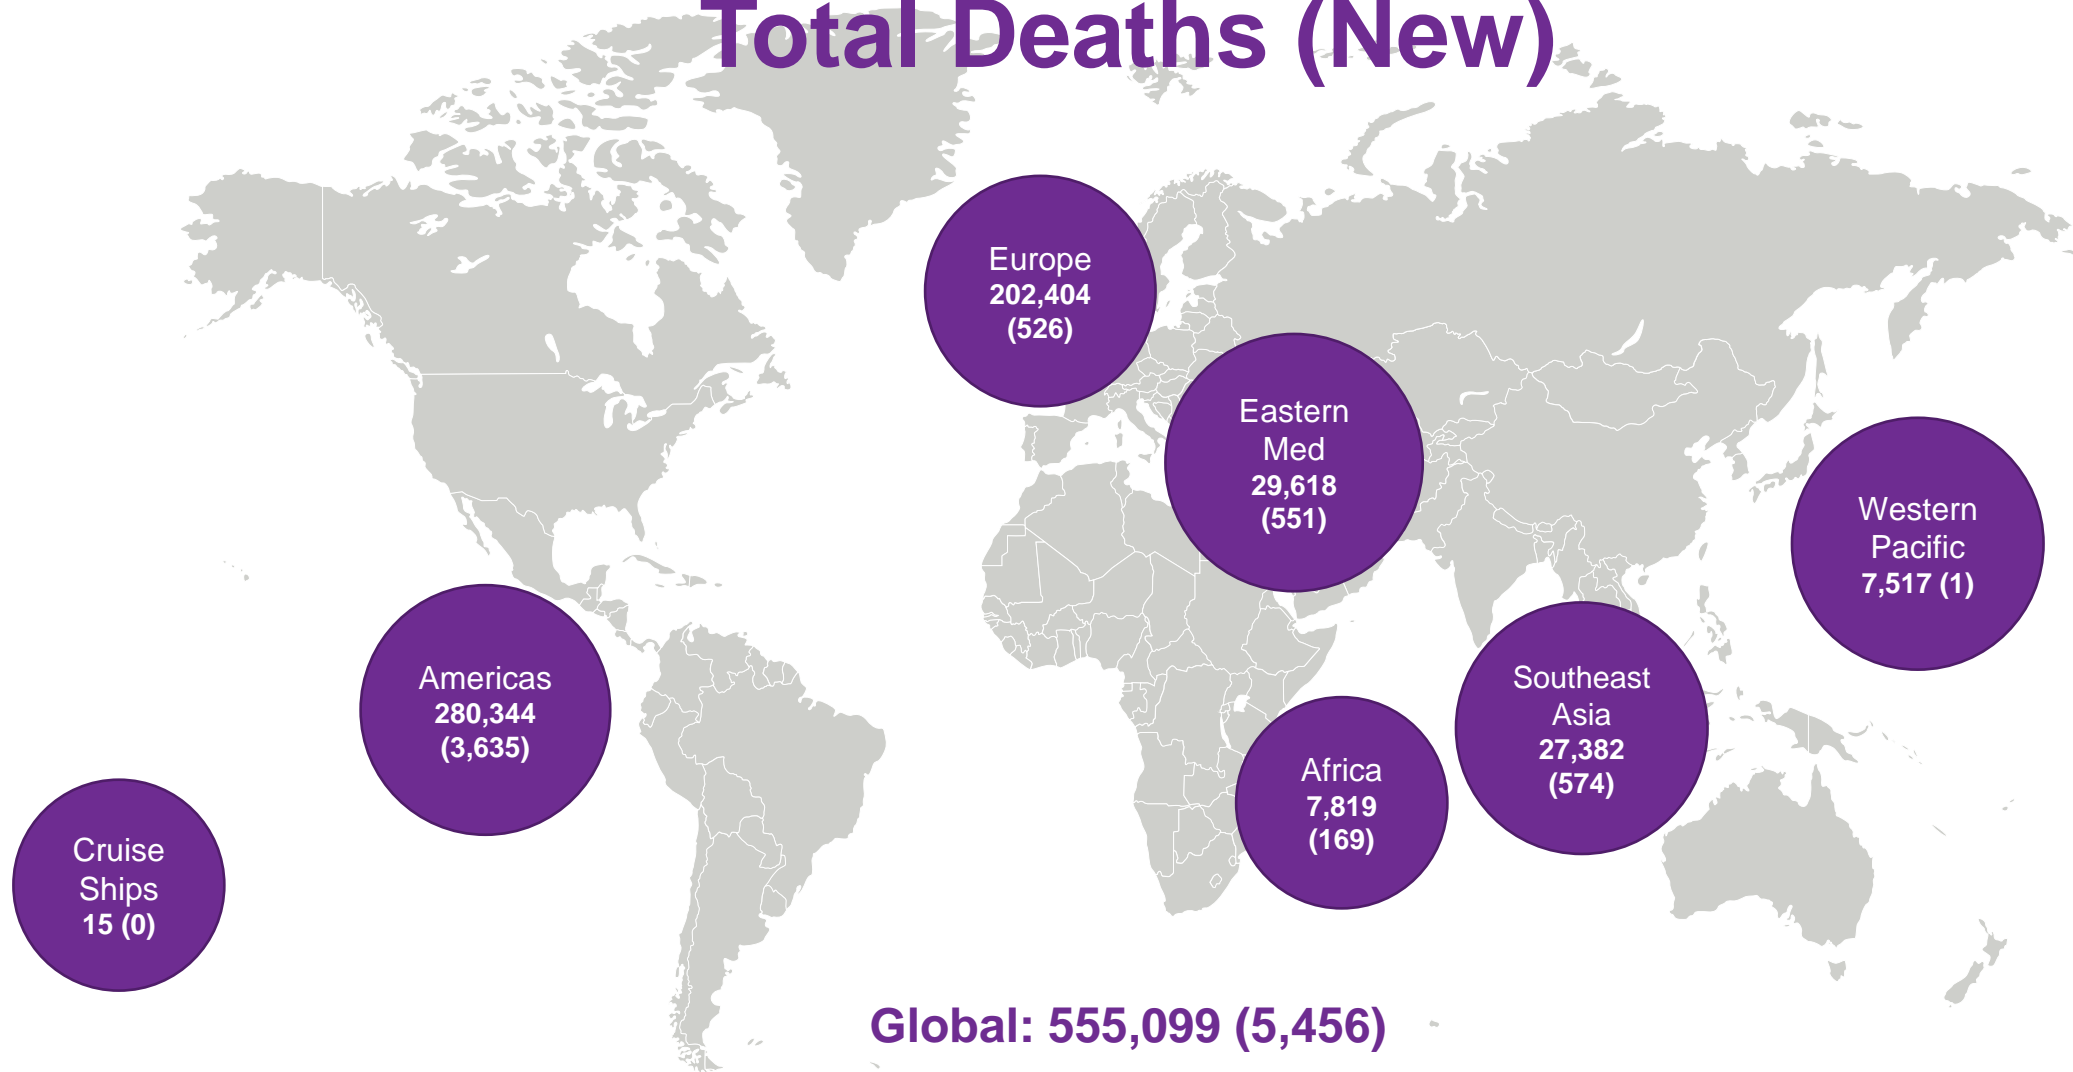 Total Deaths (New)
Europe
202,404
(526)
Eastern
Med
29,618
(551)
Western
Pacific
7,517 (1)
Americas
280,344
(3,635)
Southeast
Asia
27,382
(574)
Africa
7,819
(169)
Cruise
Ships
15 (0)
Global: 555,099 (5,456)